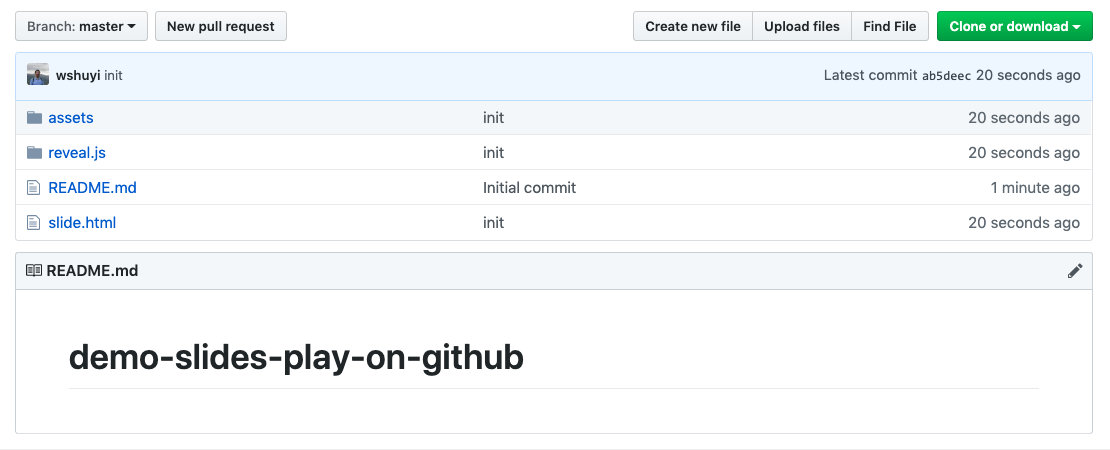 Branch: master New pull request Create new file Upload files Find File Clone or download
wshuyi init Latest commit ab5deec 20 seconds ago
assets init 20 seconds ago
reveal.js init 20 seconds ago
README.md Initial commit 1 minute ago
slide.html init 20 seconds ago
README.md
demo-slides-play-on-github